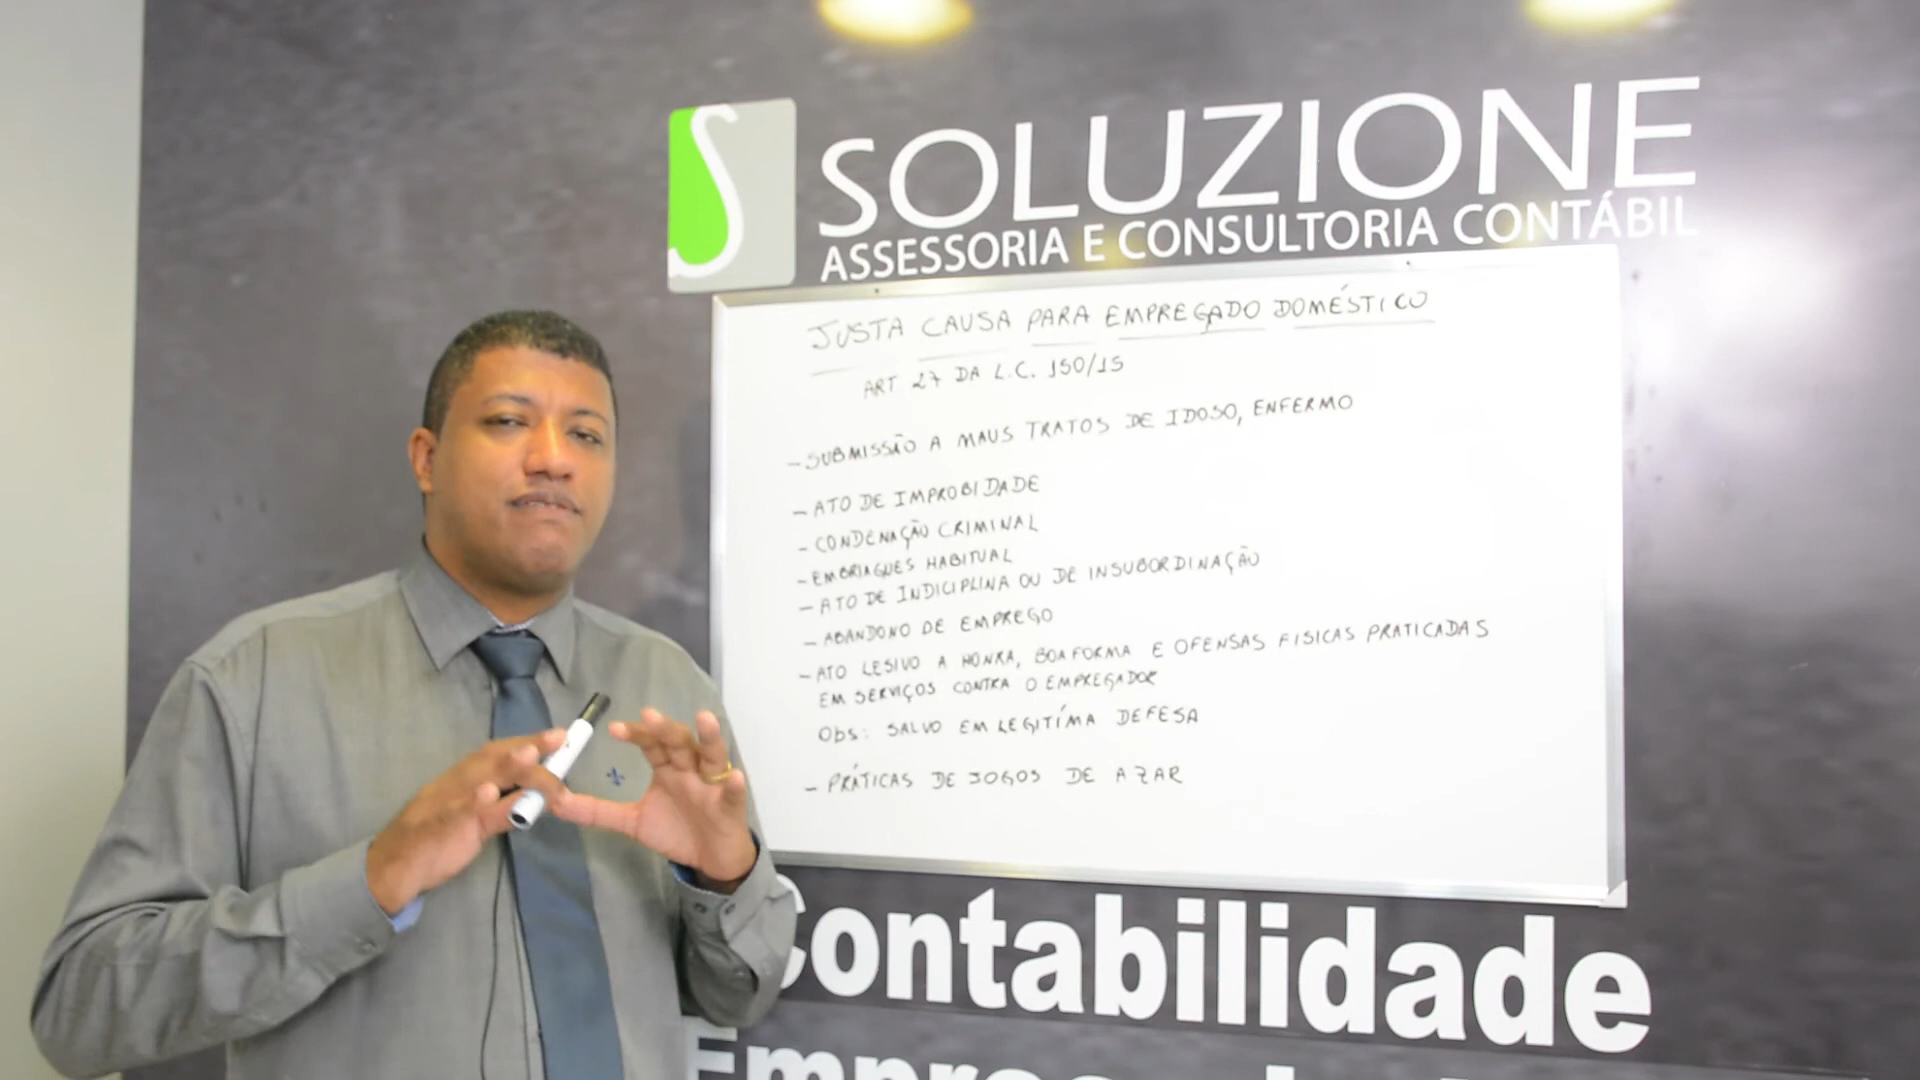 SOLUZIONE
ASSESSORIA E CONSULTORIA CONTÁBIL
JUSTA CAUSA PARA EMPREGADO DOMÉSTICO
ART 27 DA L.C. 150/15
- SUBMISSÃO A MAUS TRATOS DE IDOSO, ENFERMO
- ATO DE IMPROBIDADE
- CONDENAÇÃO CRIMINAL
- EMBRIAGUES HABITUAL
- ATO DE INDICIPLINA OU DE INSUBORDINAÇÃO
- ABANDONO DE EMPREGO
- ATO LESIVO A HONRA, BOA FORMA E OFENSAS FISICAS PRATICADAS
EM SERVIÇOS CONTRA O EMPREGADOR
Obs: SALVO EM LEGITÍMA DEFESA
- PRÁTICAS DE JOGOS DE AZAR
Contabilidade